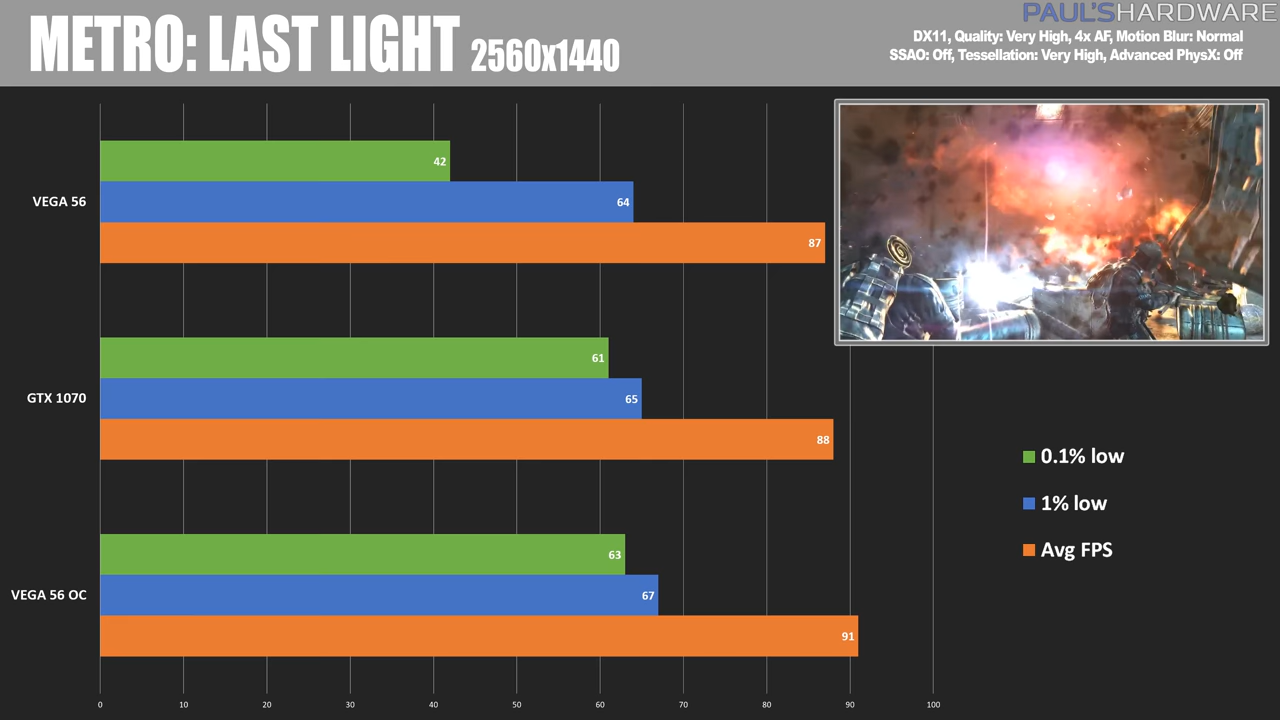 METRO: LAST LIGHT 2560x1440
PAUL'SHARDWARE
DX11, Quality: Very High, 4x AF, Motion Blur: Normal
SSAO: Off, Tessellation: Very High, Advanced PhysX: Off
VEGA 56
42
64
87
GTX 1070
61
65
88
VEGA 56 OC
63
67
91
0.1% low
1% low
Avg FPS
0 10 20 30 40 50 60 70 80 90 100